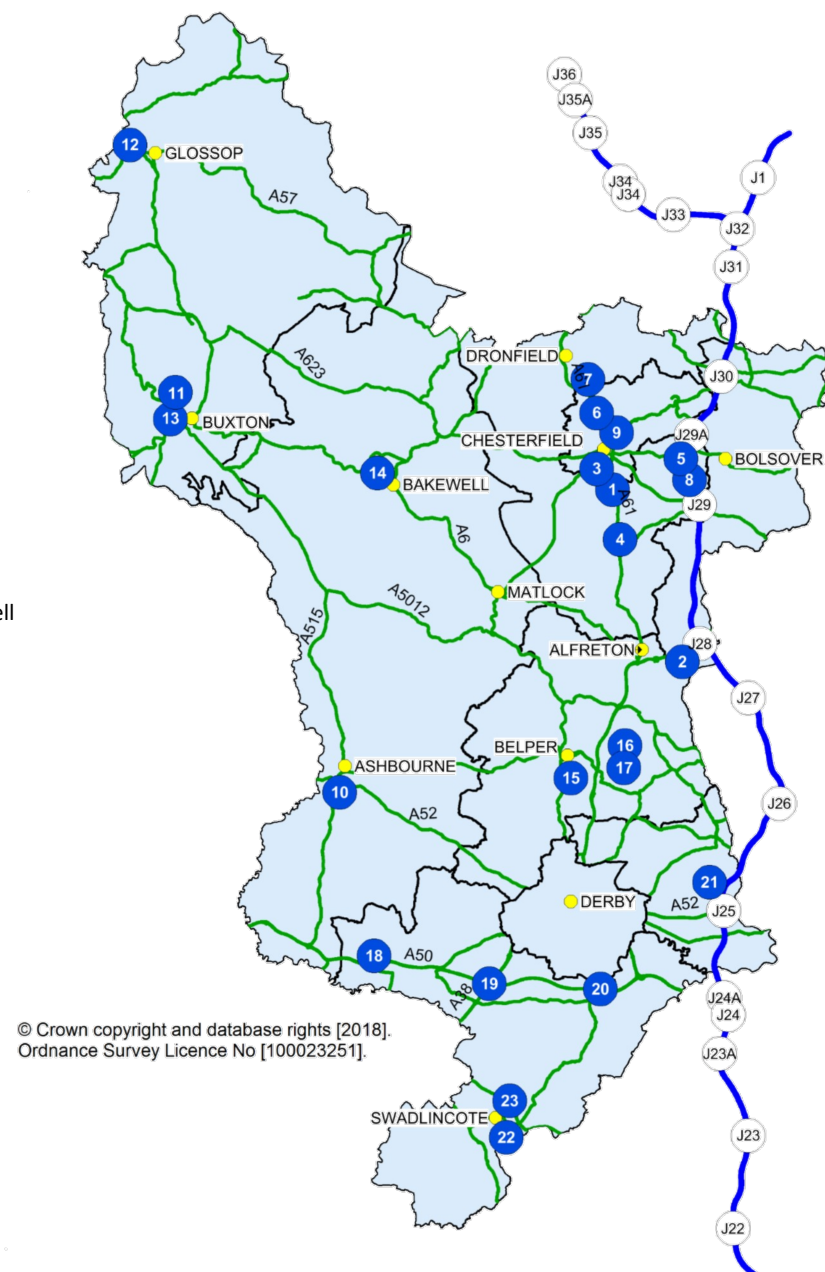 J36
J35A
J35
12
GLOSSOP
J34
J34
J1
A57
J33
J32
J31
DRONFIELD
A623
A61
7
J30
11
13
BUXTON
6
9
CHESTERFIELD
J29A
5
BOLSOVER
14
BAKEWELL
3
8
1
A61
J29
A6
4
MATLOCK
A5012
ell
A515
ALFRETON
J28
2
J27
BELPER
16
ASHBOURNE
17
15
10
A52
J26
21
DERBY
A52
J25
18
A50
19
20
A38
J24A
J24
© Crown copyright and database rights [2018].
Ordnance Survey Licence No [100023251].
J23A
23
SWADLINCOTE
22
J23
J22